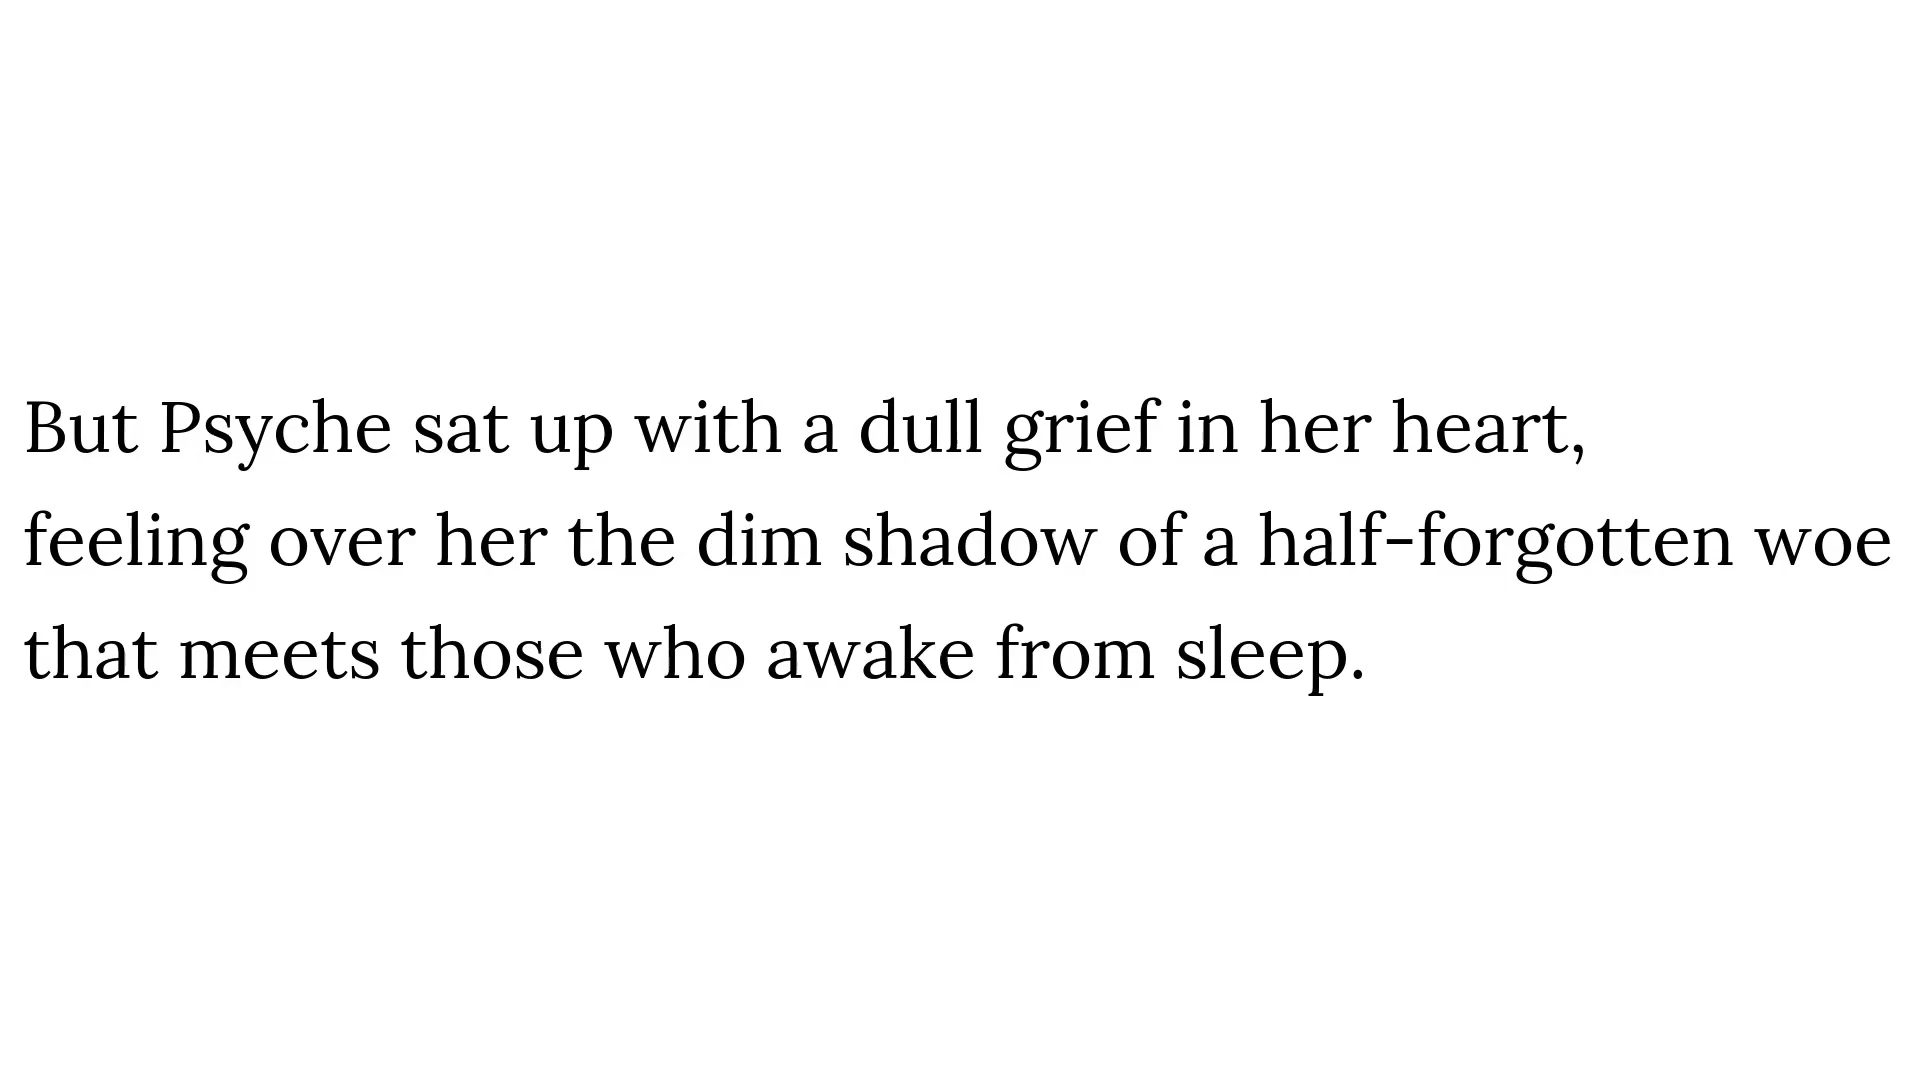 But Psyche sat up with a dull grief in her heart,
feeling over her the dim shadow of a half-forgotten woe
that meets those who awake from sleep.